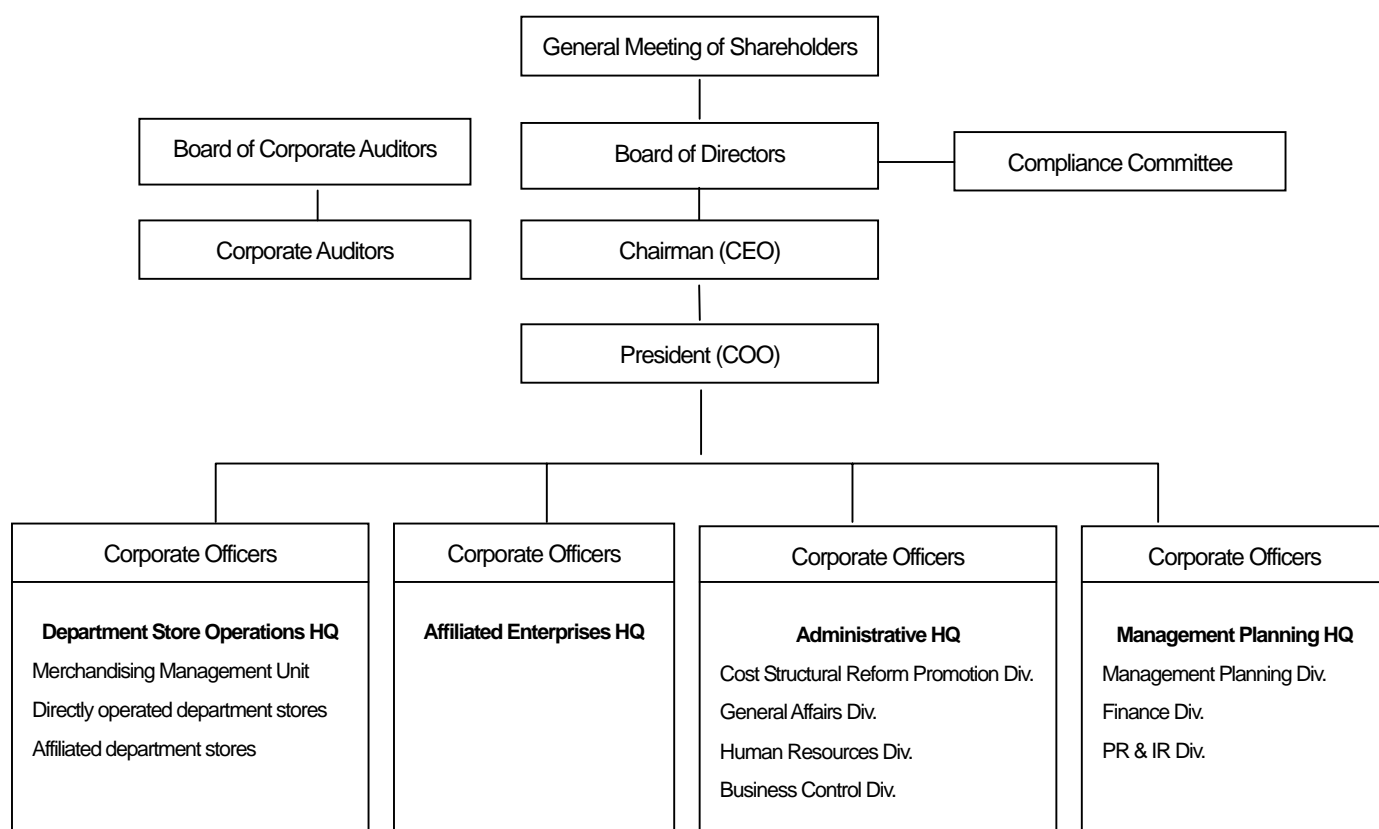 General Meeting of Shareholders
Board of Corporate Auditors
Board of Directors
Compliance Committee
Corporate Auditors
Chairman (CEO)
President (COO)
Corporate Officers
Department Store Operations HQ
Merchandising Management Unit
Directly operated department stores
Affiliated department stores
Corporate Officers
Affiliated Enterprises HQ
Corporate Officers
Administrative HQ
Cost Structural Reform Promotion Div.
General Affairs Div.
Human Resources Div.
Business Control Div.
Corporate Officers
Management Planning HQ
Management Planning Div.
Finance Div.
PR & IR Div.